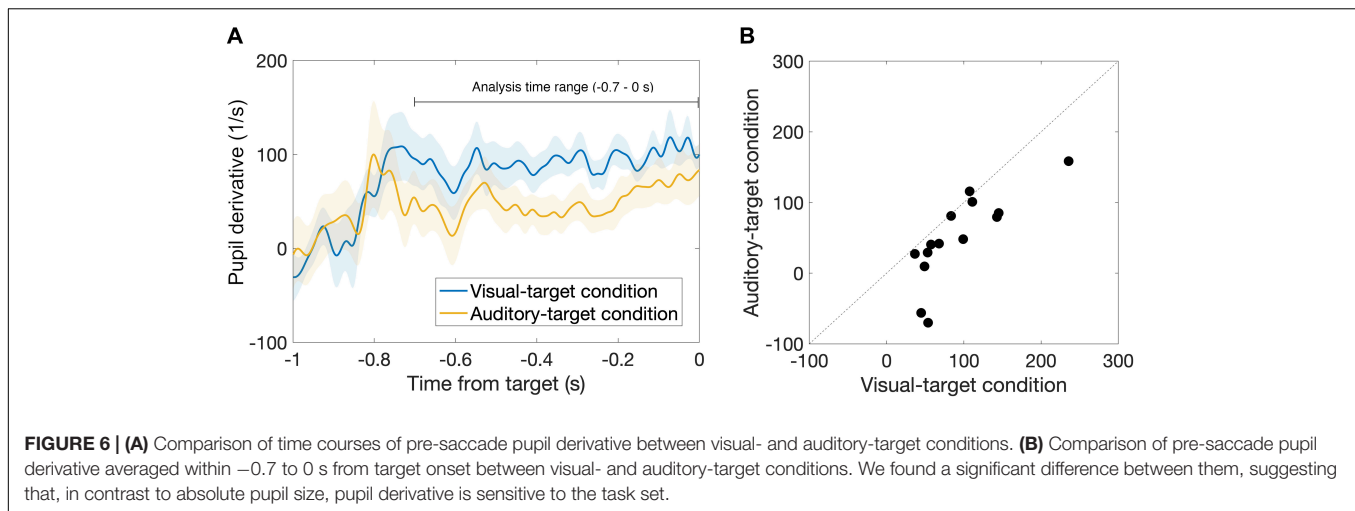 A
B
200
100
0
-100
Pupil derivative (1/s)
Analysis time range (-0.7 - 0 s)
Visual-target condition
Auditory-target condition
-1
-0.8
-0.6
-0.4
-0.2
0
Time from target (s)
300
200
100
0
-100
Auditory-target condition
-100
0
100
200
300
Visual-target condition
FIGURE 6 | (A) Comparison of time courses of pre-saccade pupil derivative between visual- and auditory-target conditions. (B) Comparison of pre-saccade pupil
derivative averaged within −0.7 to 0 s from target onset between visual- and auditory-target conditions. We found a significant difference between them, suggesting
that, in contrast to absolute pupil size, pupil derivative is sensitive to the task set.